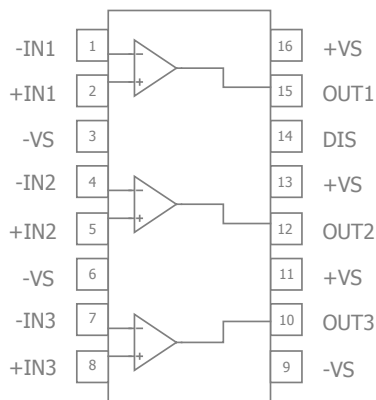 -IN1 1 - 16 +VS
+IN1 2 + 15 OUT1
-VS 3 14 DIS
-IN2 4 - 13 +VS
+IN2 5 + 12 OUT2
-VS 6 11 +VS
-IN3 7 - 10 OUT3
+IN3 8 + 9 -VS